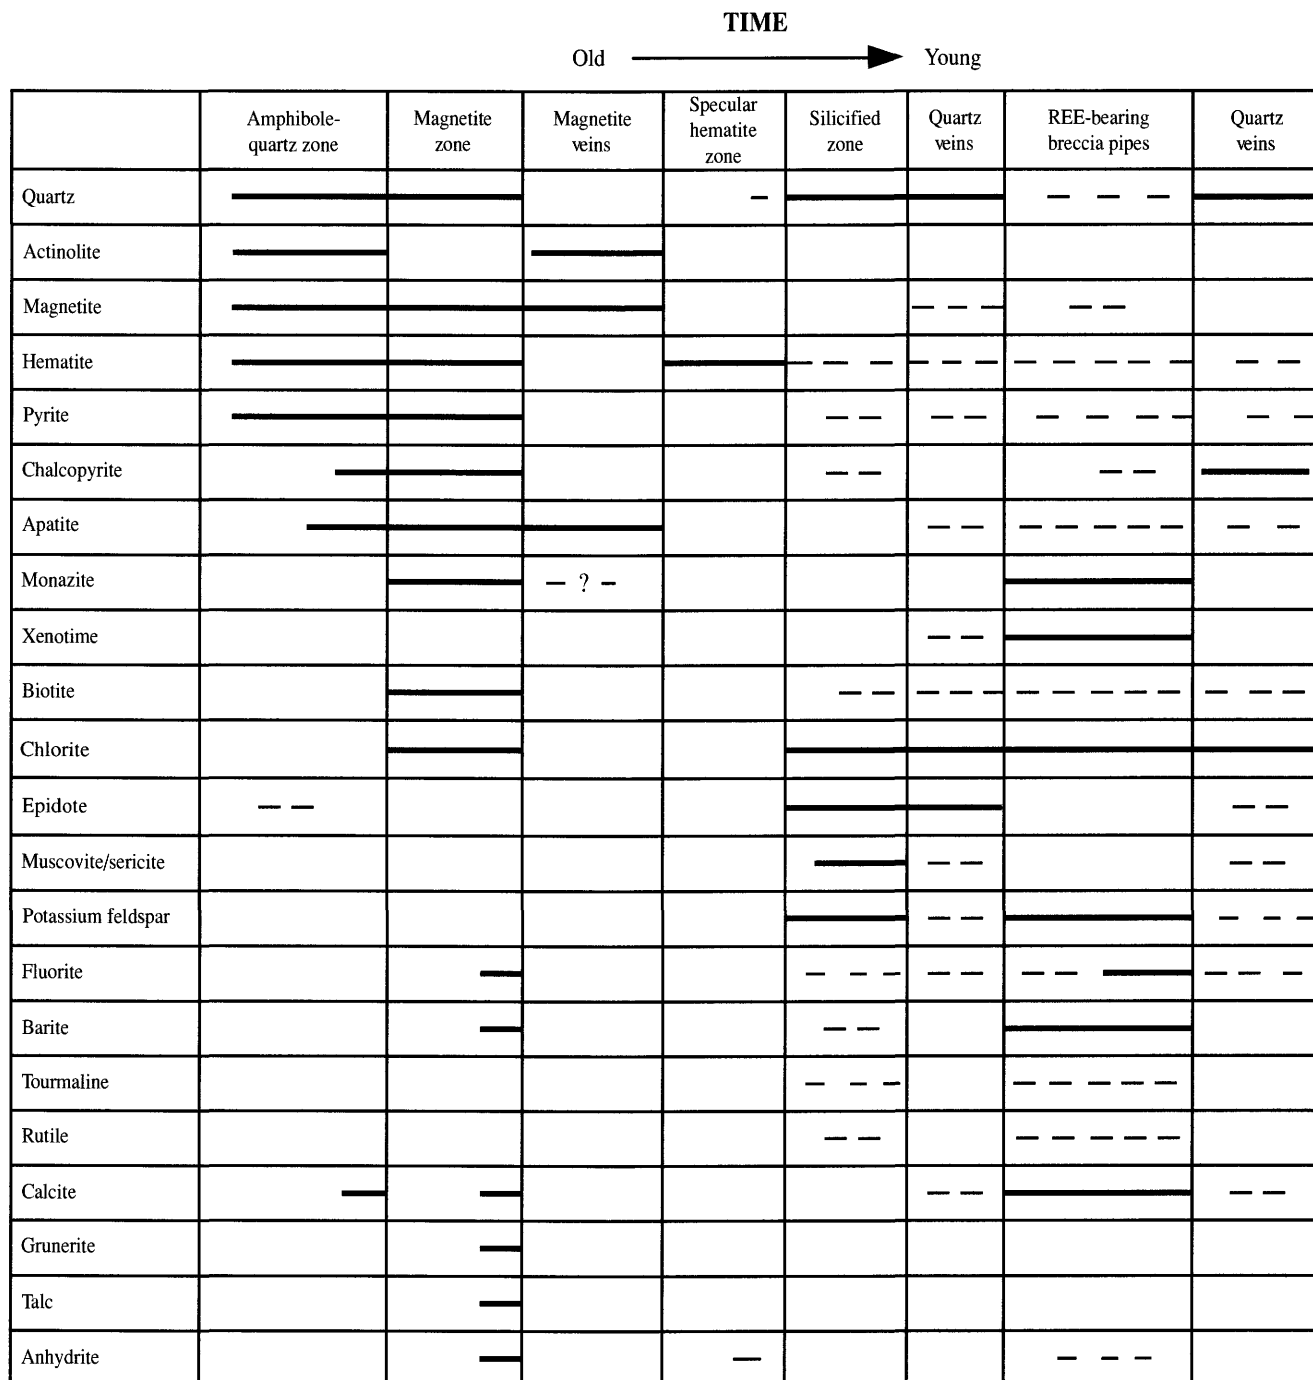 TIME
Old Young
Amphibole-
quartz zone
Magnetite
zone
Magnetite
veins
Specular
hematite
zone
Silicified
zone
Quartz
veins
REE-bearing
breccia pipes
Quartz
veins
Quartz
Actinolite
Magnetite
Hematite
Pyrite
Chalcopyrite
Apatite
Monazite
?
Xenotime
Biotite
Chlorite
Epidote
Muscovite/sericite
Potassium feldspar
Fluorite
Barite
Tourmaline
Rutile
Calcite
Grunerite
Talc
Anhydrite